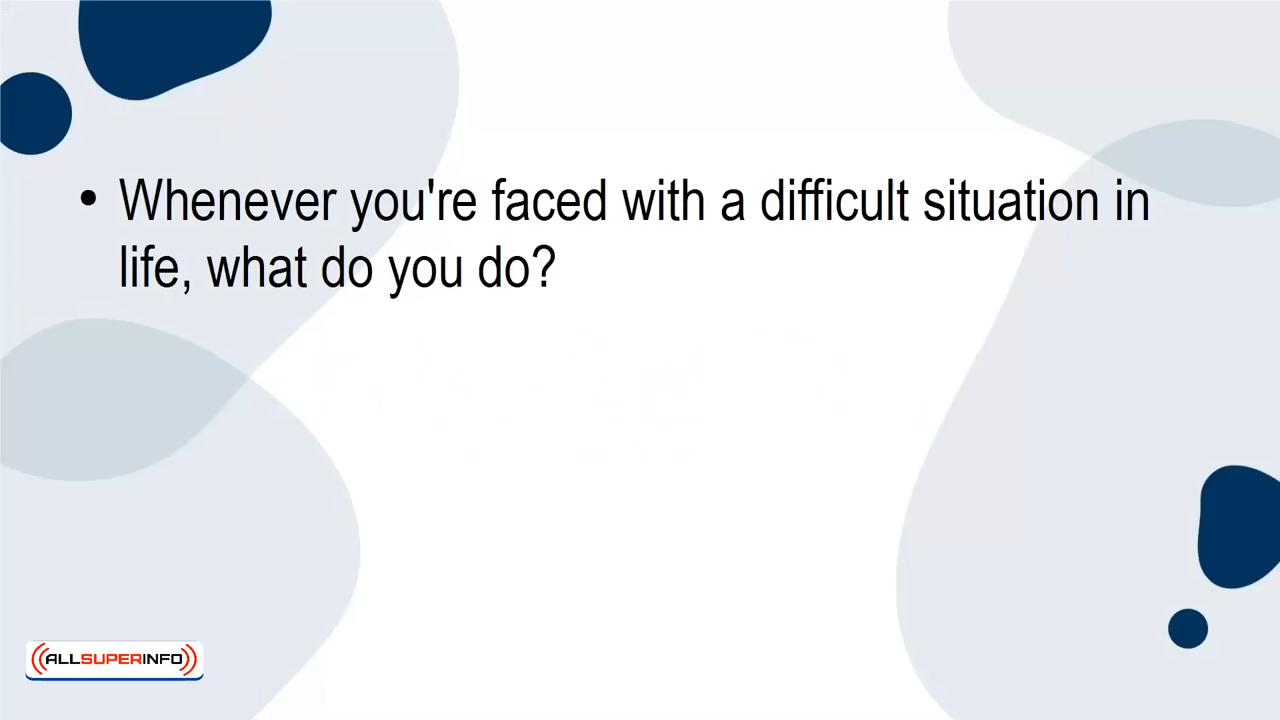 • Whenever you're faced with a difficult situation in
life, what do you do?
ALLSUPERINFO